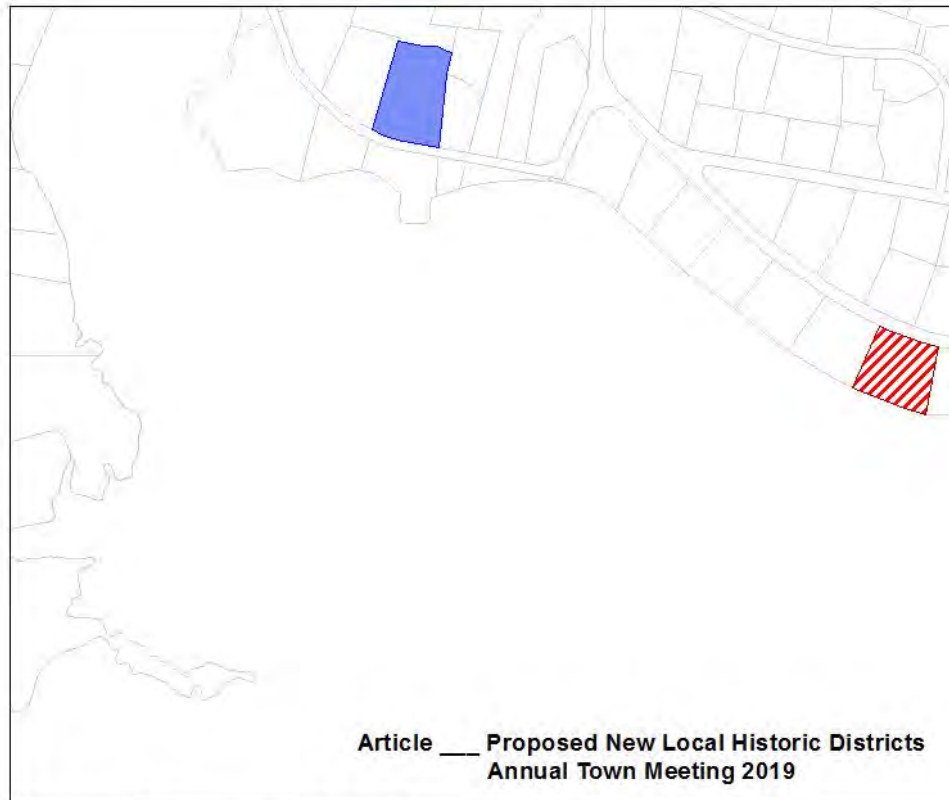 Article ___ Proposed New Local Historic Districts
Annual Town Meeting 2019